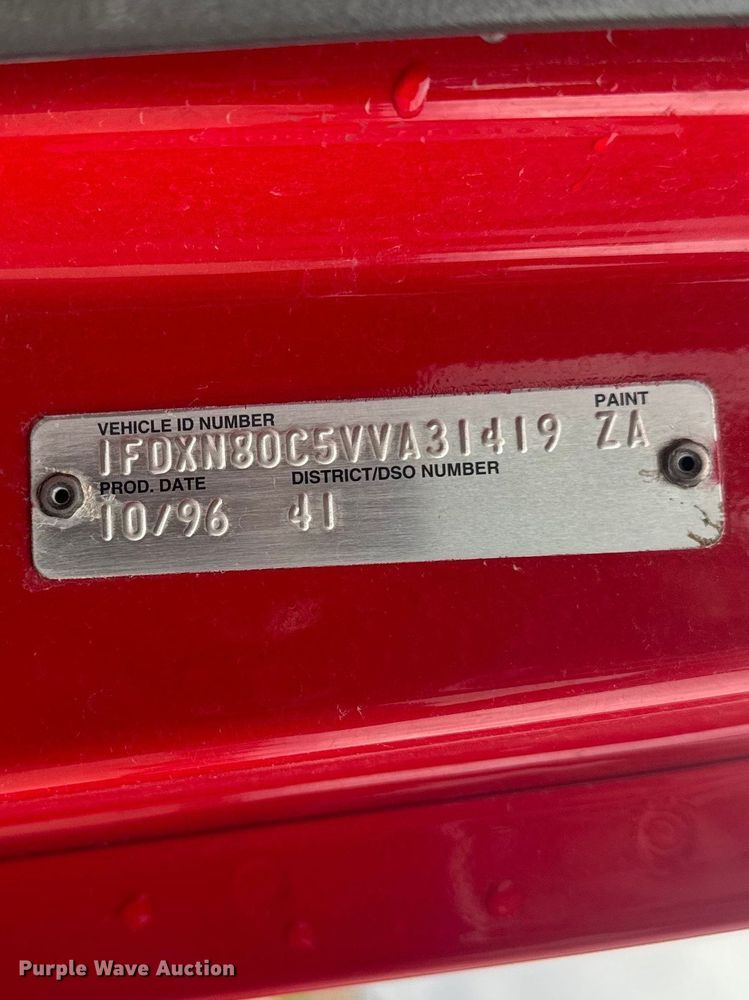 VEHICLE ID NUMBER PAINT
1FDXN80C5VVA31419 ZA
PROD. DATE DISTRICT/DSO NUMBER
10/96 41
Purple Wave Auction